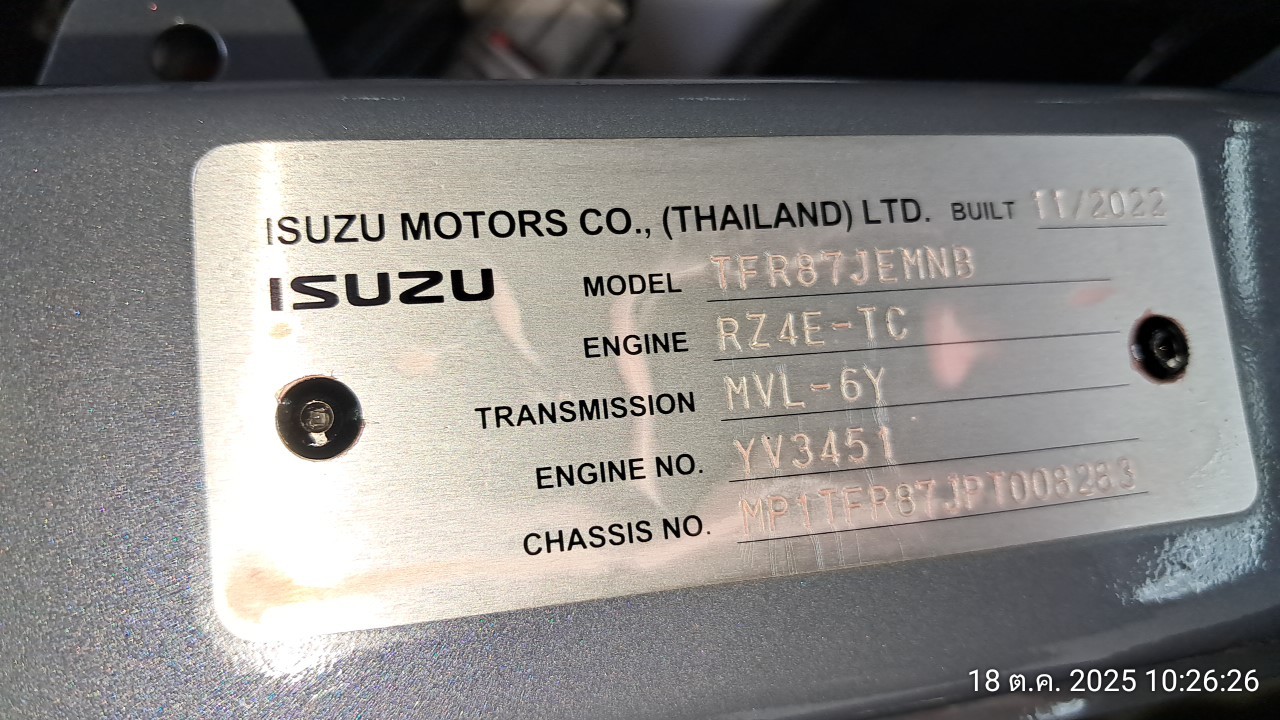 ISUZU MOTORS CO., (THAILAND) LTD. BUILT 11/2022
ISUZU
MODEL TFR87JEMNB
ENGINE RZ4E-TC
TRANSMISSION MVL-6Y
ENGINE NO. YV3451
CHASSIS NO. MP1TFR87JPT008283
18 ต.ค. 2025 10:26:26